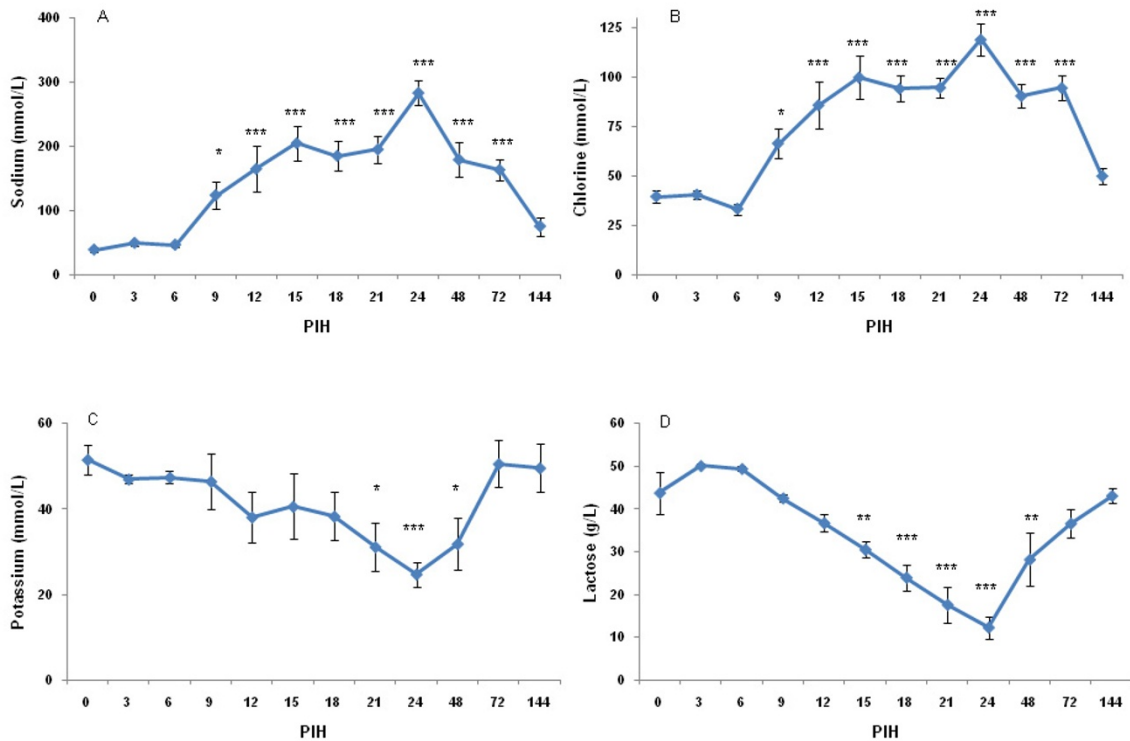 A
Sodium (mmol/L)
400
300
200
100
0
* *** *** *** *** *** *** ***
0 3 6 9 12 15 18 21 24 48 72 144
PIH
B
Chlorine (mmol/L)
125
100
75
50
25
0
* *** *** *** *** *** *** ***
0 3 6 9 12 15 18 21 24 48 72 144
PIH
C
Potassium (mmol/L)
60
40
20
0
* *** *
0 3 6 9 12 15 18 21 24 48 72 144
PIH
D
Lactose (g/L)
60
50
40
30
20
10
0
** *** *** *** **
0 3 6 9 12 15 18 21 24 48 72 144
PIH